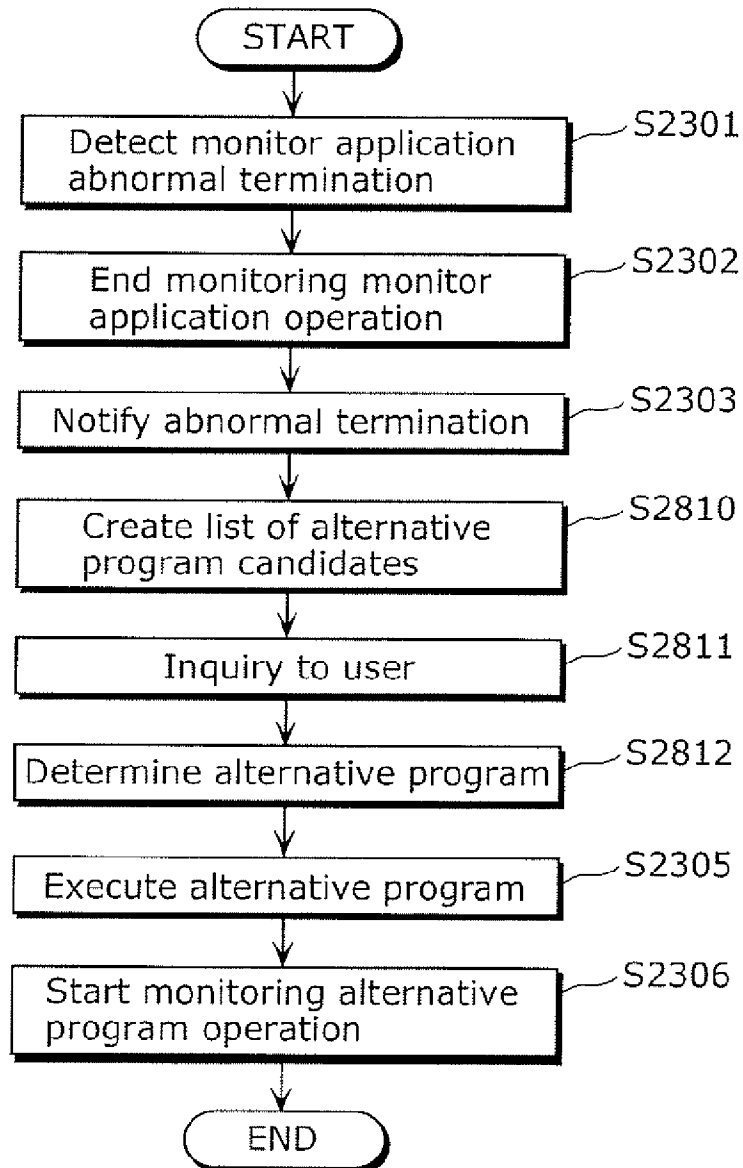 START
S2301
Detect monitor application
abnormal termination
S2302
End monitoring monitor
application operation
S2303
Notify abnormal termination
S2810
Create list of alternative
program candidates
S2811
Inquiry to user
S2812
Determine alternative program
S2305
Execute alternative program
S2306
Start monitoring alternative
program operation
END